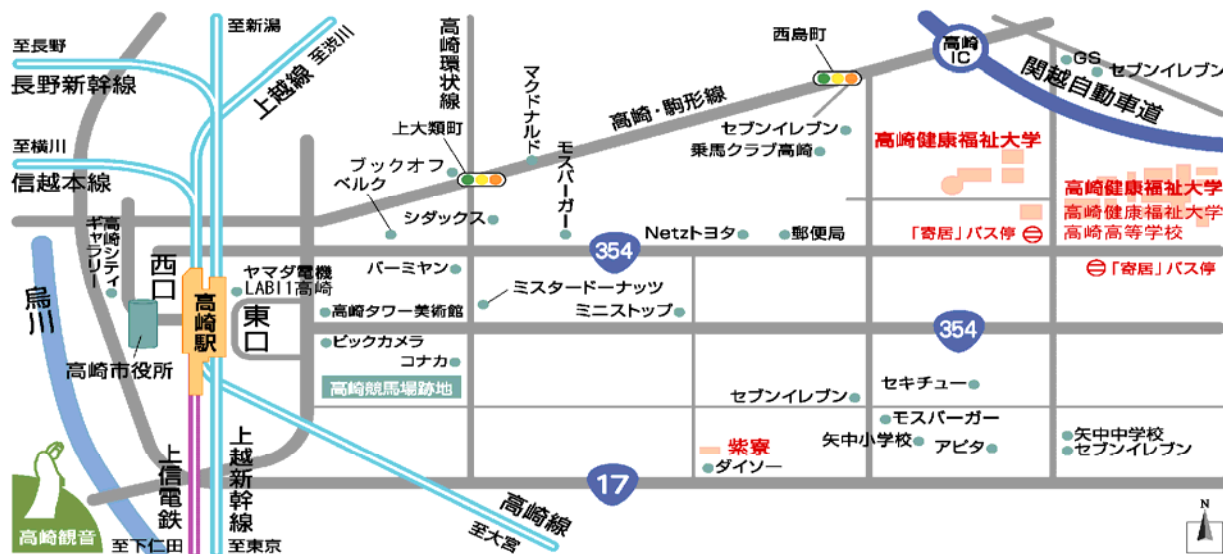 至長野
長野新幹線
至新潟
上越線
至渋川
至横川
信越本線
高崎環状線
上大類町
マクドナルド
高崎・駒形線
西島町
高崎
IC
GS
セブンイレブン
関越自動車道
ブックオフ
ベルク
シダックス
モスバーガー
セブンイレブン
乗馬クラブ高崎
高崎健康福祉大学
高崎健康福祉大学
高崎健康福祉大学
高崎高等学校
「寄居」バス停
「寄居」バス停
Netzトヨタ
郵便局
354
高崎シティ
ギャラリー
西口
烏川
高崎駅
ヤマダ電機
LABI1高崎
東口
高崎市役所
バーミヤン
ミスタードーナッツ
高崎タワー美術館
ミニストップ
354
ビックカメラ
コナカ
高崎競馬場跡地
セブンイレブン
セキチュー
モスバーガー
矢中小学校
アピタ
矢中中学校
セブンイレブン
紫寮
ダイソー
17
上信電鉄
上越新幹線
高崎線
至大宮
高崎観音
至下仁田
至東京
N